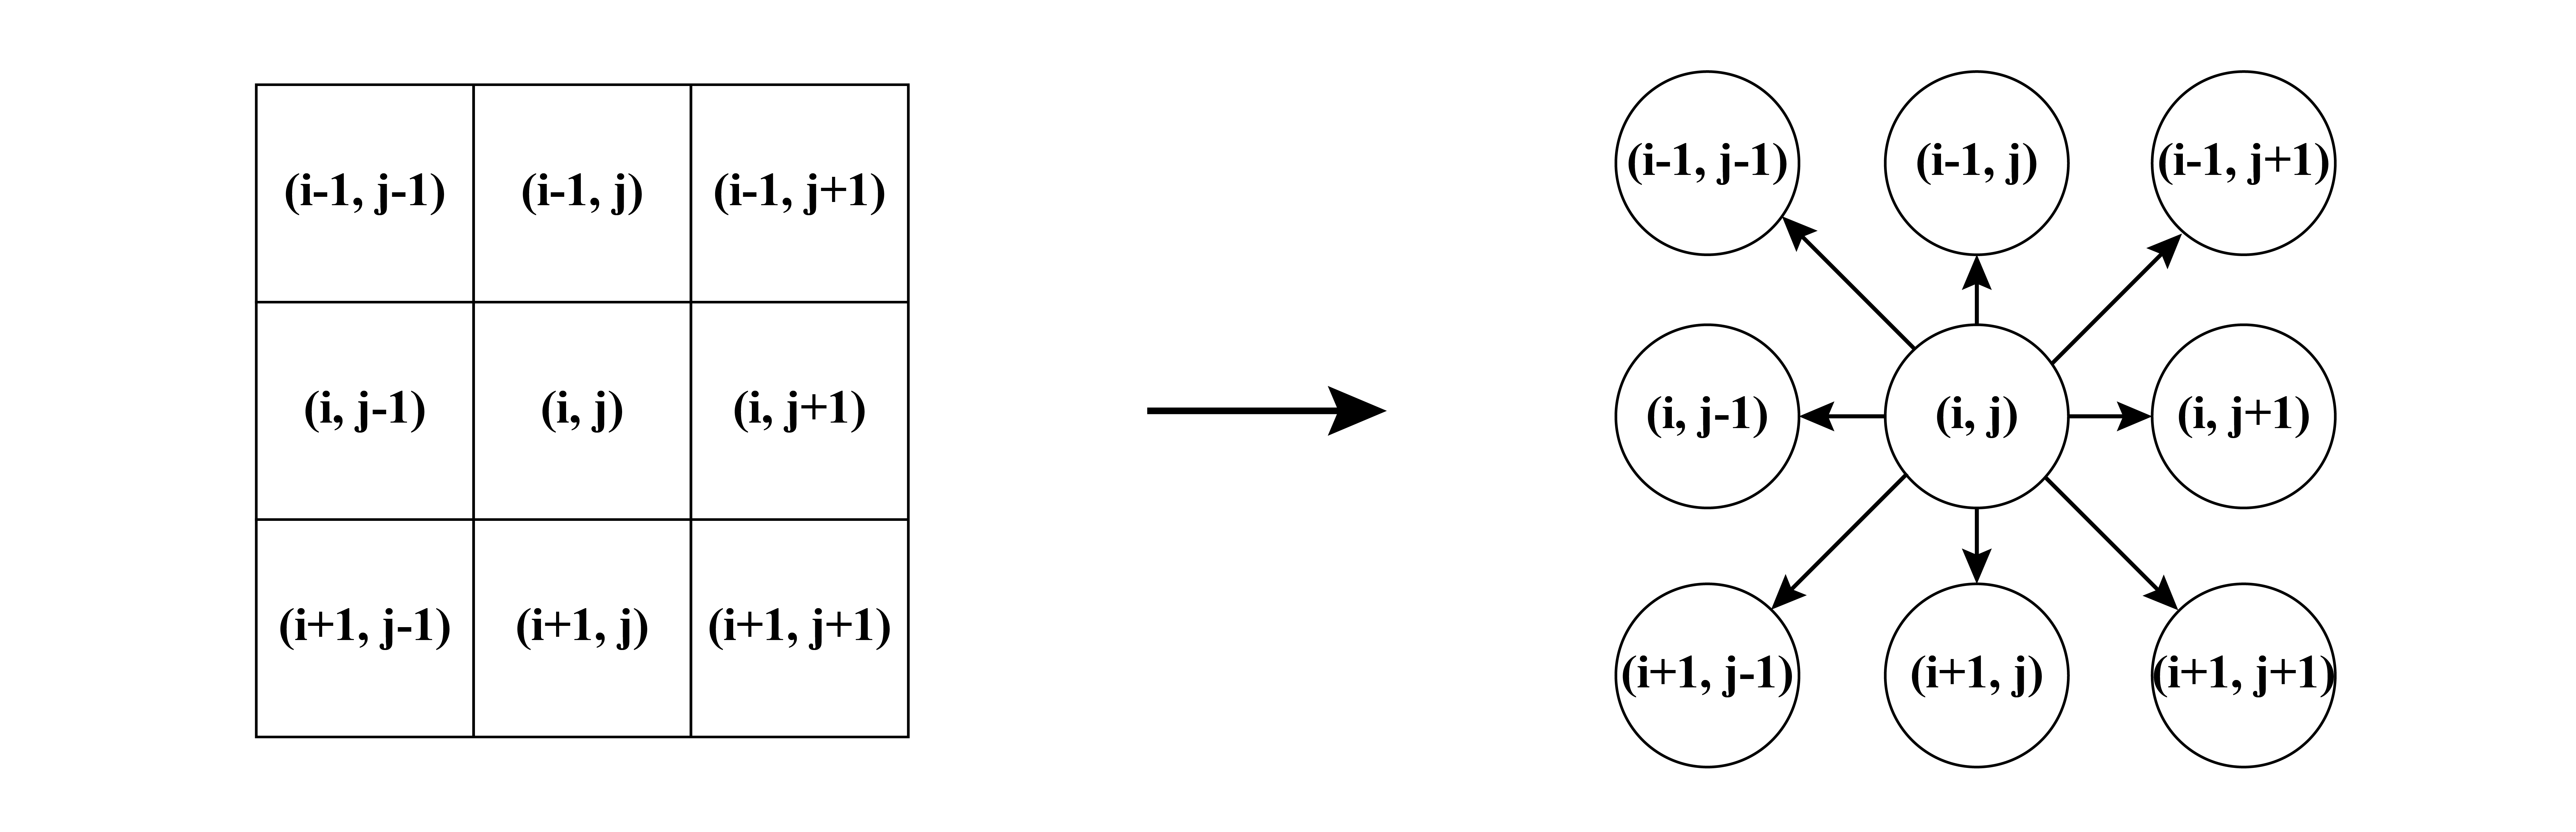 (i-1, j-1) (i-1, j) (i-1, j+1)
(i, j-1) (i, j) (i, j+1)
(i+1, j-1) (i+1, j) (i+1, j+1)
(i-1, j-1) (i-1, j) (i-1, j+1)
(i, j-1) (i, j) (i, j+1)
(i+1, j-1) (i+1, j) (i+1, j+1)